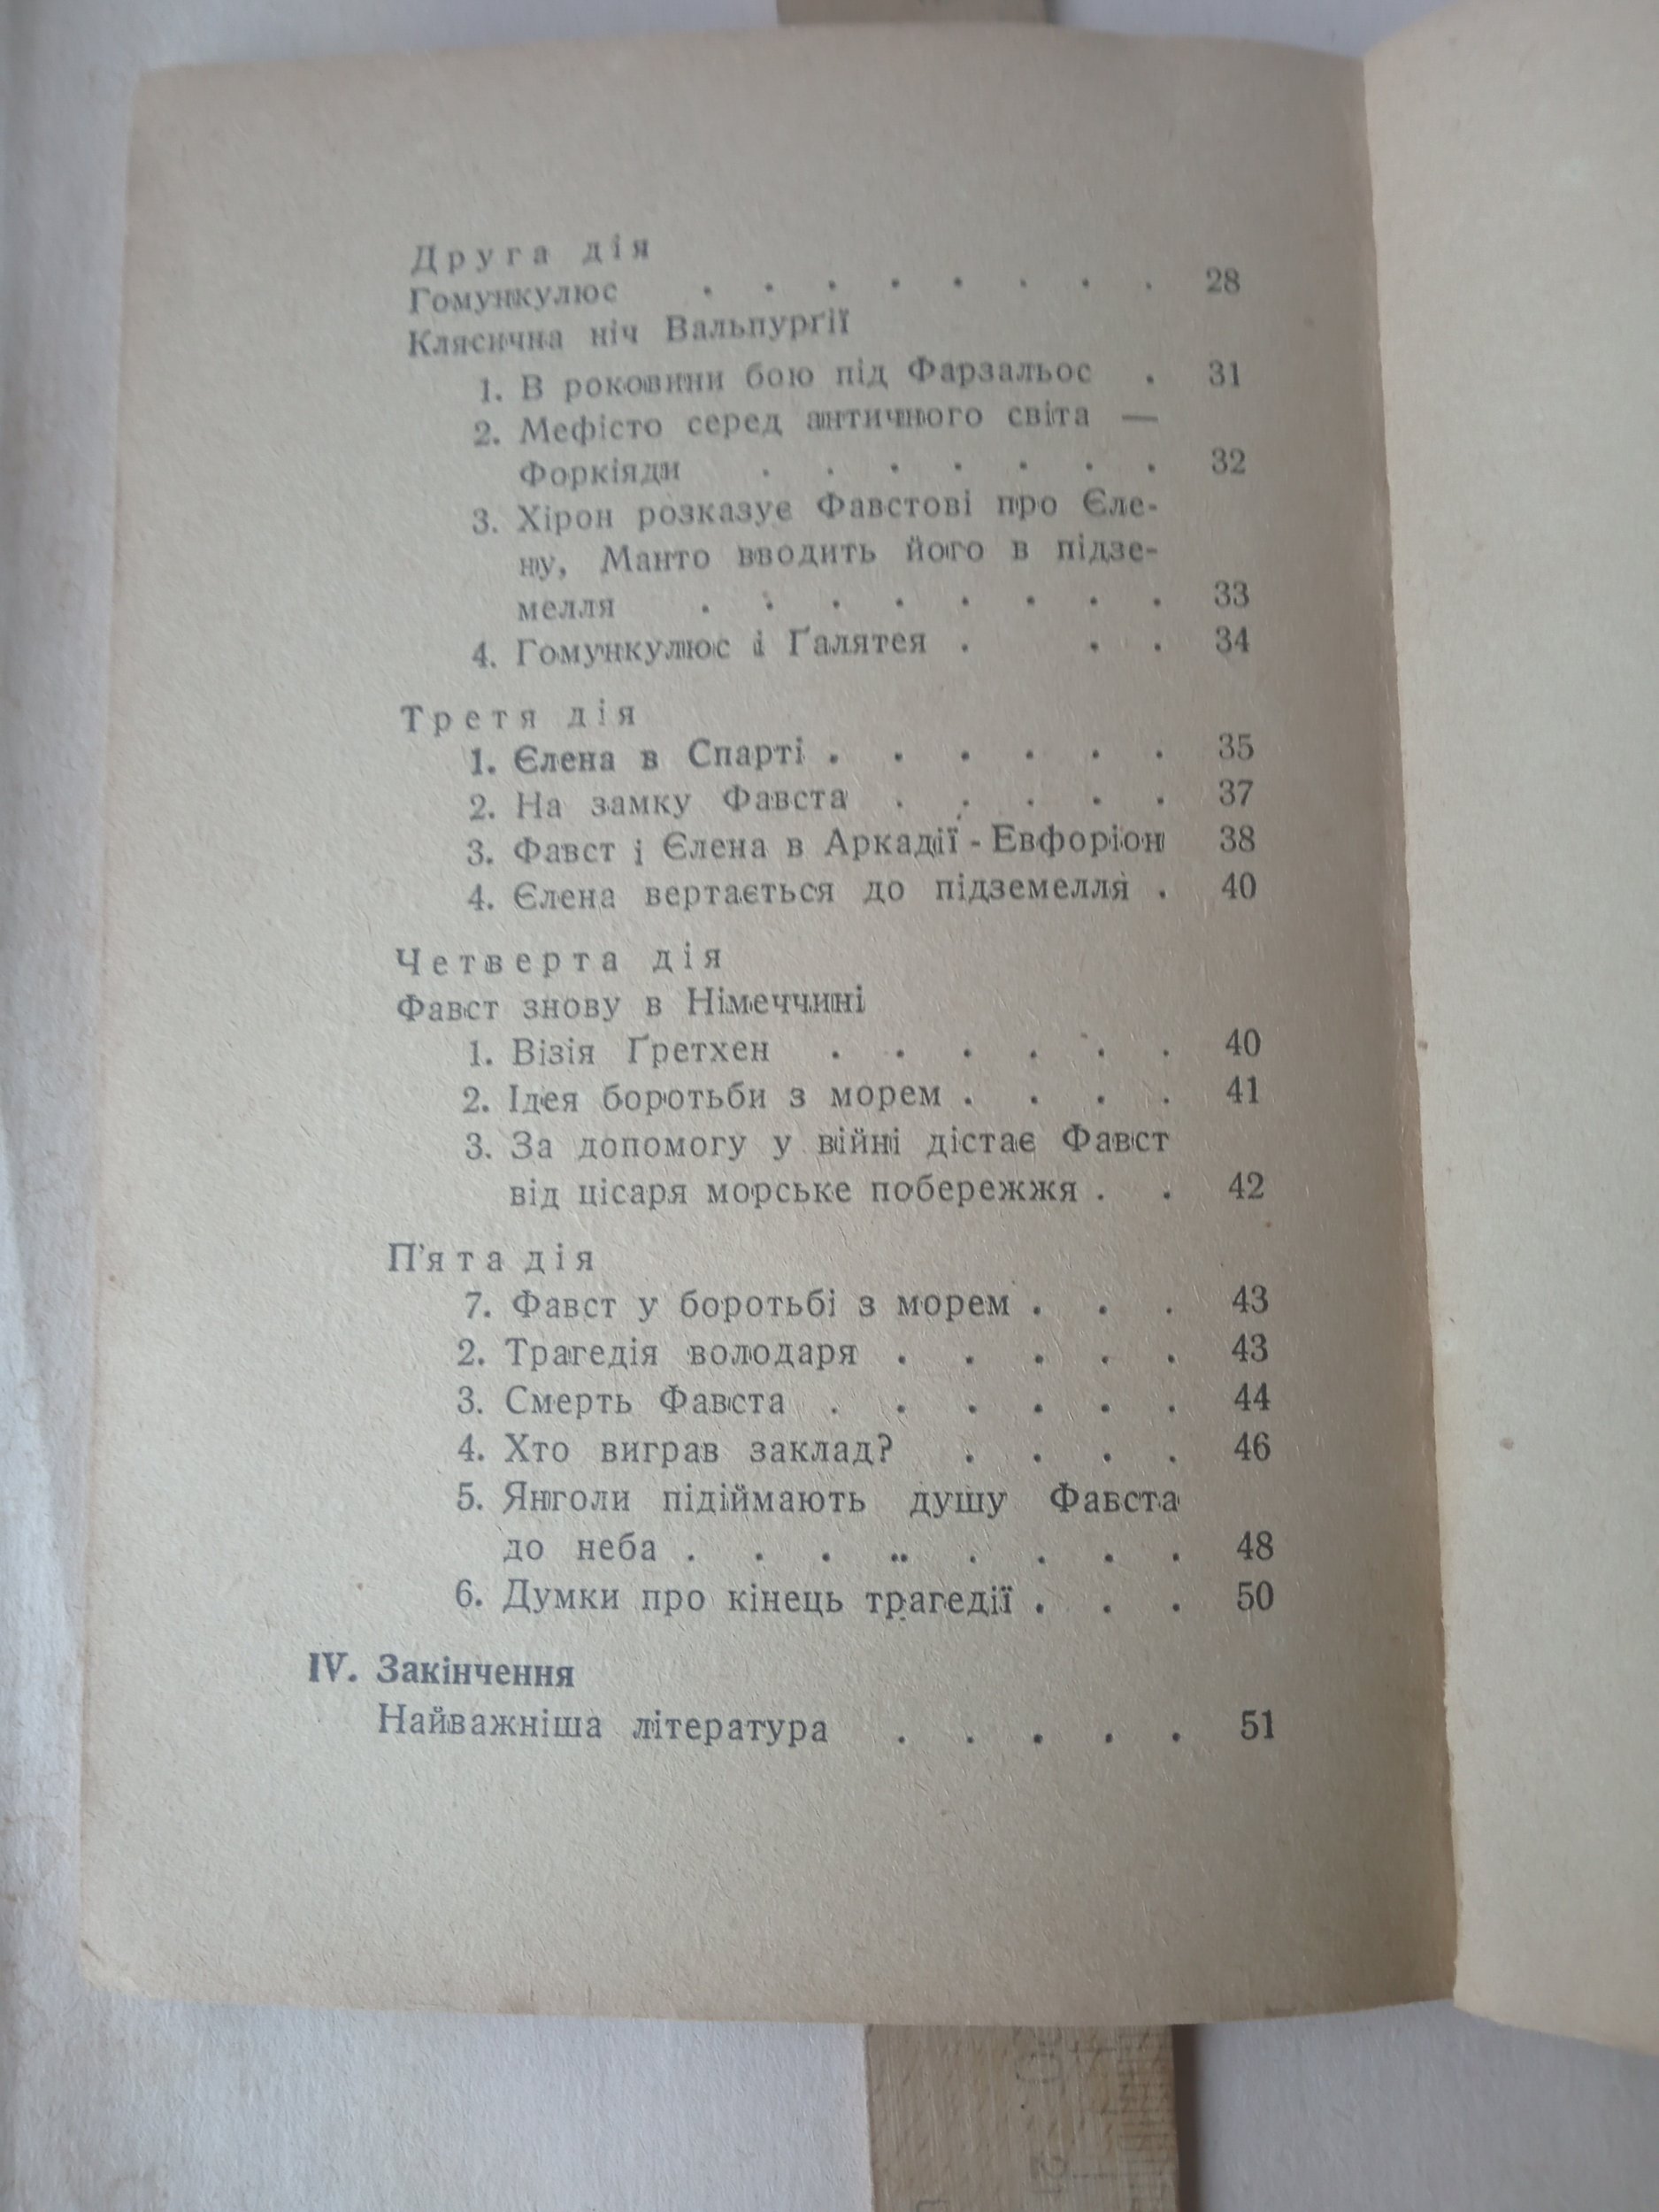 Друга дія
Гомункулюс . . . . . . . . 28
Клясична ніч Вальпурґії
1. В роковини бою під Фарзальос . 31
2. Мефісто серед античного світа —
Форкіяди . . . . . . . 32
3. Хірон розказує Фавстові про Єле-
ну, Манто вводить його в підзе-
мелля . . . . . . . . 33
4. Гомункулюс і Ґалятея . . . 34
Третя дія
1. Єлена в Спарті . . . . . . 35
2. На замку Фавста . . . . . 37
3. Фавст і Єлена в Аркадії - Евфоріон 38
4. Єлена вертається до підземелля . 40
Четверта дія
Фавст знову в Німеччині
1. Візія Ґретхен . . . . . . 40
2. Ідея боротьби з морем . . . . 41
3. За допомогу у війні дістає Фавст
від цісаря морське побережжя . . 42
П'ята дія
7. Фавст у боротьбі з морем . . . 43
2. Трагедія володаря . . . . . 43
3. Смерть Фавста . . . . . . 44
4. Хто виграв заклад? . . . . 46
5. Янголи підіймають душу Фавста
до неба . . . .. . . . . 48
6. Думки про кінець трагедії . . . 50
IV. Закінчення
Найважніша література . . . . . 51